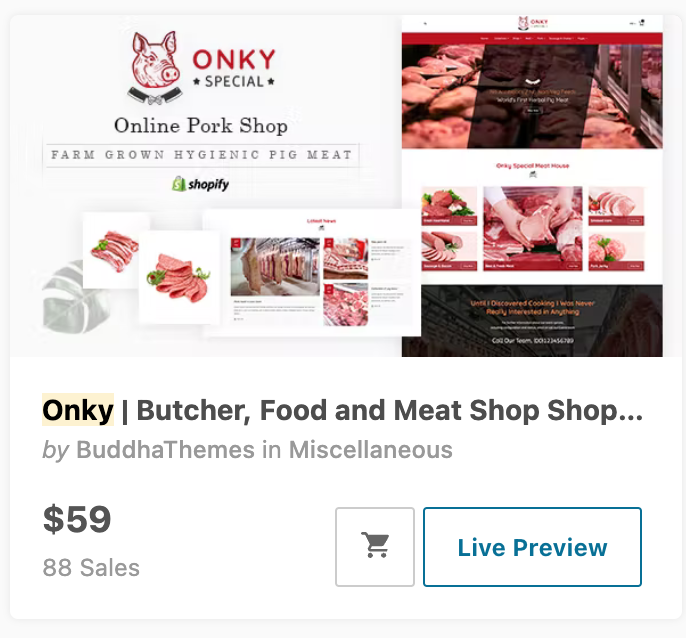 ONKY
SPECIAL
Online Pork Shop
FARM GROWN HYGIENIC PIG MEAT
shopify
Latest News
ONKY
World's First Herbal Pig Meat
Onky Special Meat House
Until I Discovered Cooking I Was Never
Really Interested in Anything
Call Our Team,
Onky | Butcher, Food and Meat Shop Shop...
by BuddhaThemes in Miscellaneous
$59
88 Sales
Live Preview